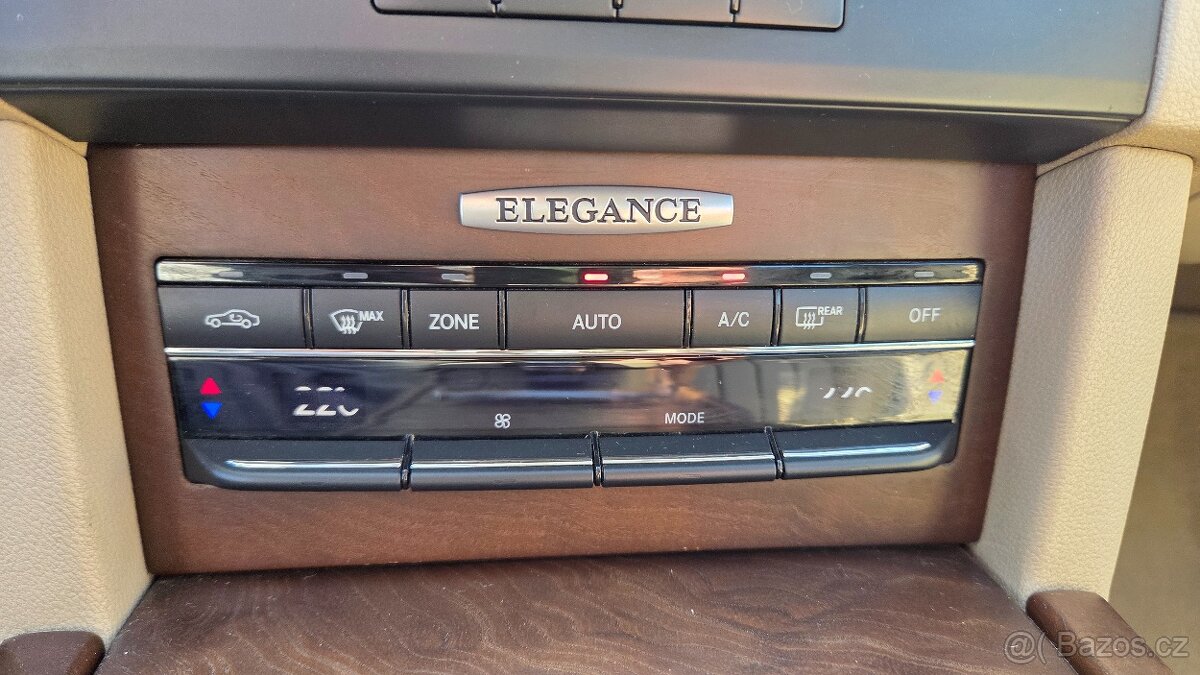 ELEGANCE
MAX ZONE AUTO A/C REAR OFF
MODE
@ Bazos.cz